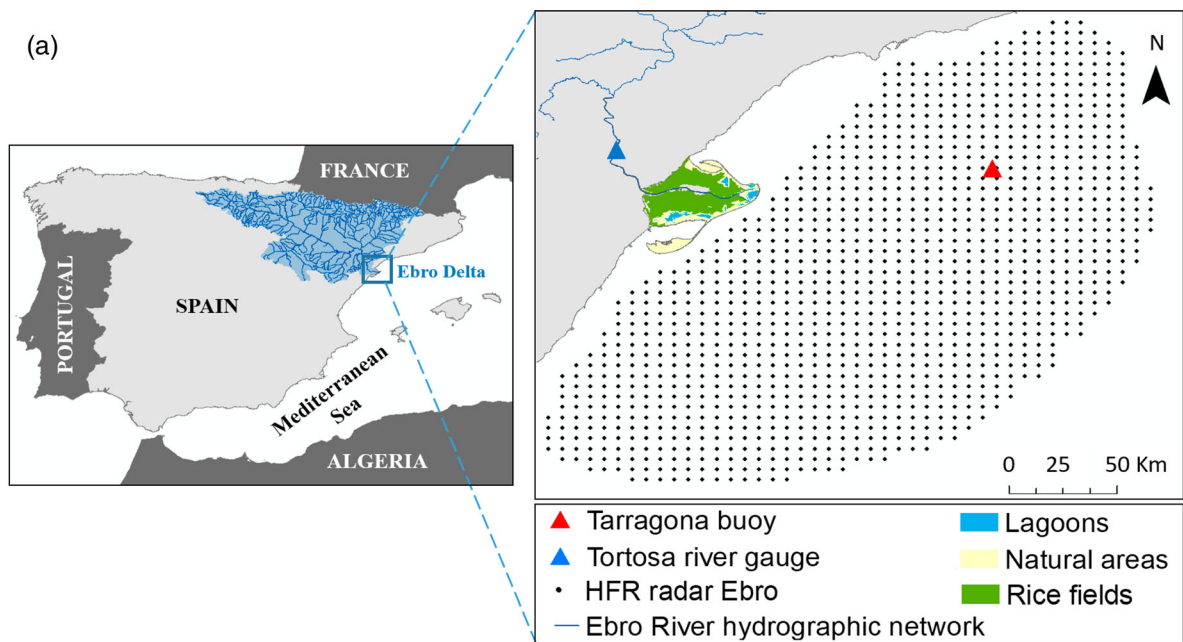 (a)
FRANCE
Ebro Delta
SPAIN
PORTUGAL
Mediterranean
Sea
ALGERIA
N
0 25 50 Km
Tarragona buoy
Tortosa river gauge
HFR radar Ebro
Ebro River hydrographic network
Lagoons
Natural areas
Rice fields